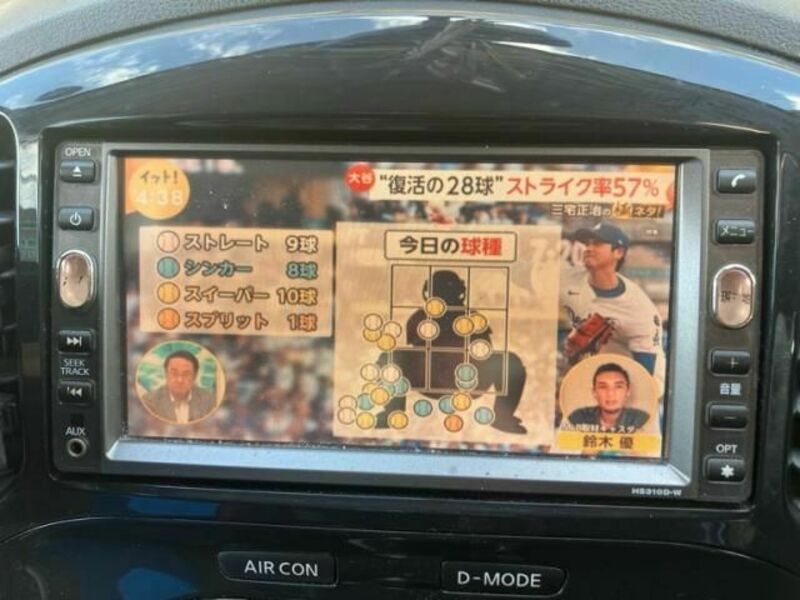 OPEN
SEEK
TRACK
AUX
イット!
4:38
大谷 "復活の28球" ストライク率57%
三宅正治の
ストレート 9球
シンカー 8球
スイーパー 10球
スプリット 1球
今日の球種
鈴木 優
メニュー
現在地
+
音量
-
OPT
HS310D-W
AIR CON
D-MODE